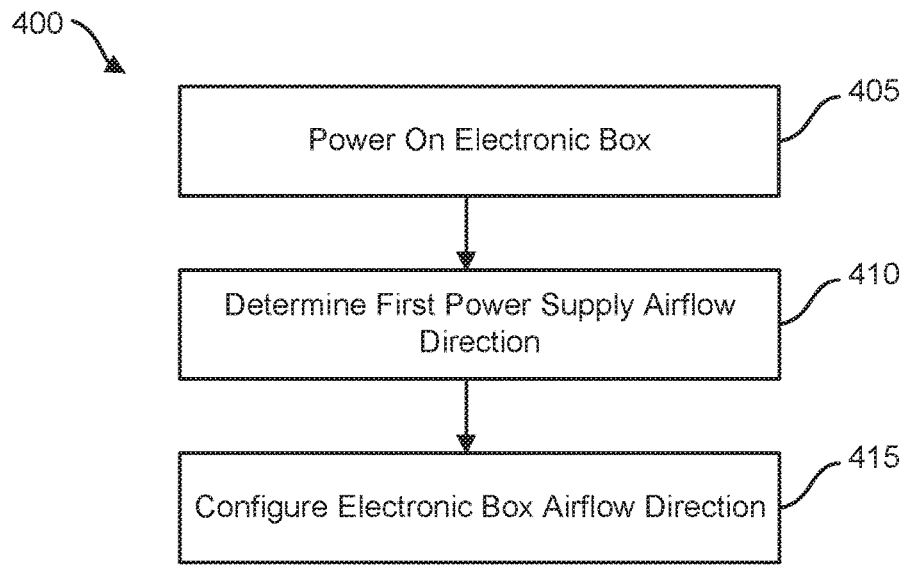 400
405
Power On Electronic Box
410
Determine First Power Supply Airflow
Direction
415
Configure Electronic Box Airflow Direction